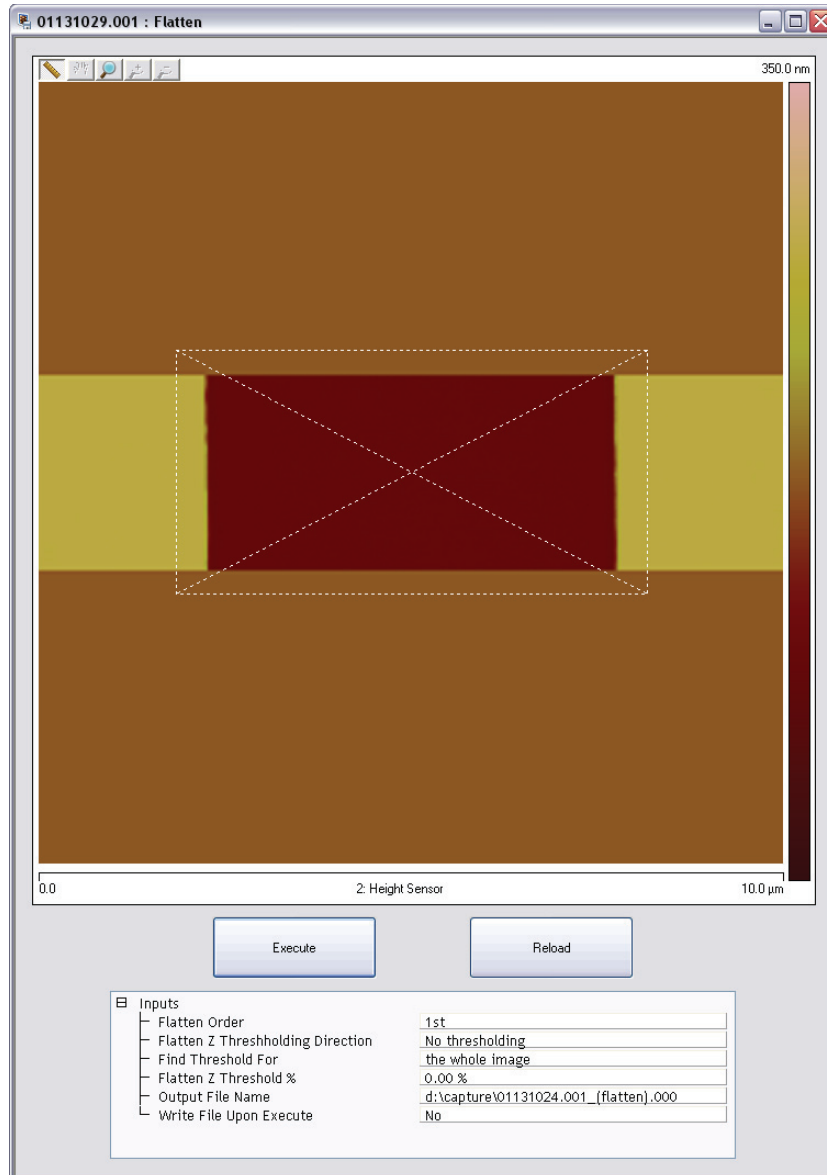 01131029.001 : Flatten
350.0 nm
0.0 2: Height Sensor 10.0 µm
Execute Reload
Inputs
Flatten Order 1st
Flatten Z Threshholding Direction No thresholding
Find Threshold For the whole image
Flatten Z Threshold % 0.00 %
Output File Name d:\capture\01131024.001_(flatten).000
Write File Upon Execute No